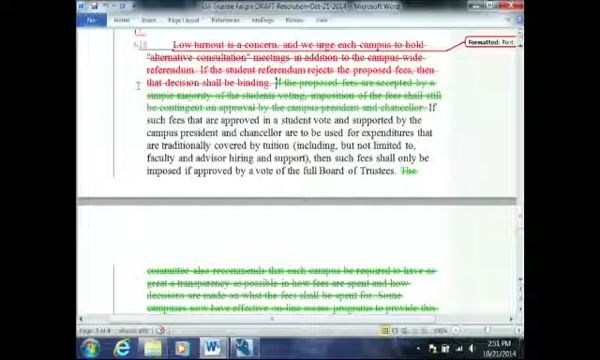 SSF Trustee Faigin DRAFT Resolution-Oct-21-2014 - Microsoft Word
File Home Insert Page Layout References Mailings Review View
Low turnout is a concern, and we urge each campus to hold
"alternative consultation" meetings in addition to the campus-wide
referendum. If the student referendum rejects the proposed fees, then
that decision shall be binding. If the proposed fees are accepted by a
simple majority of the students voting, imposition of the fees shall still
be contingent on approval by the campus president and chancellor. If
such fees that are approved in a student vote and supported by the
campus president and chancellor are to be used for expenditures that
are traditionally covered by tuition (including, but not limited to,
faculty and advisor hiring and support), then such fees shall only be
imposed if approved by a vote of the full Board of Trustees. The
Formatted: Font:
committee also recommends that each campus be required to have as
great a transparency as possible in how fees are spent and how
decisions are made on what the fees shall be spent for. Some
campuses now have effective on-line access programs to provide this
Page: 3 of 4
100%
2:51 PM
10/21/2014